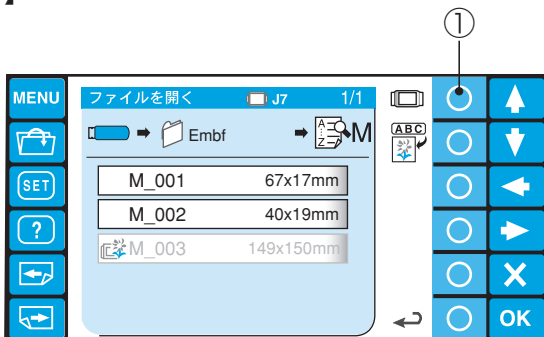 ①
MENU
ファイルを開く J7 1/1
Embf A Z M
ABC
SET
M_001 67x17mm
M_002 40x19mm
?
M_003 149x150mm
X
OK